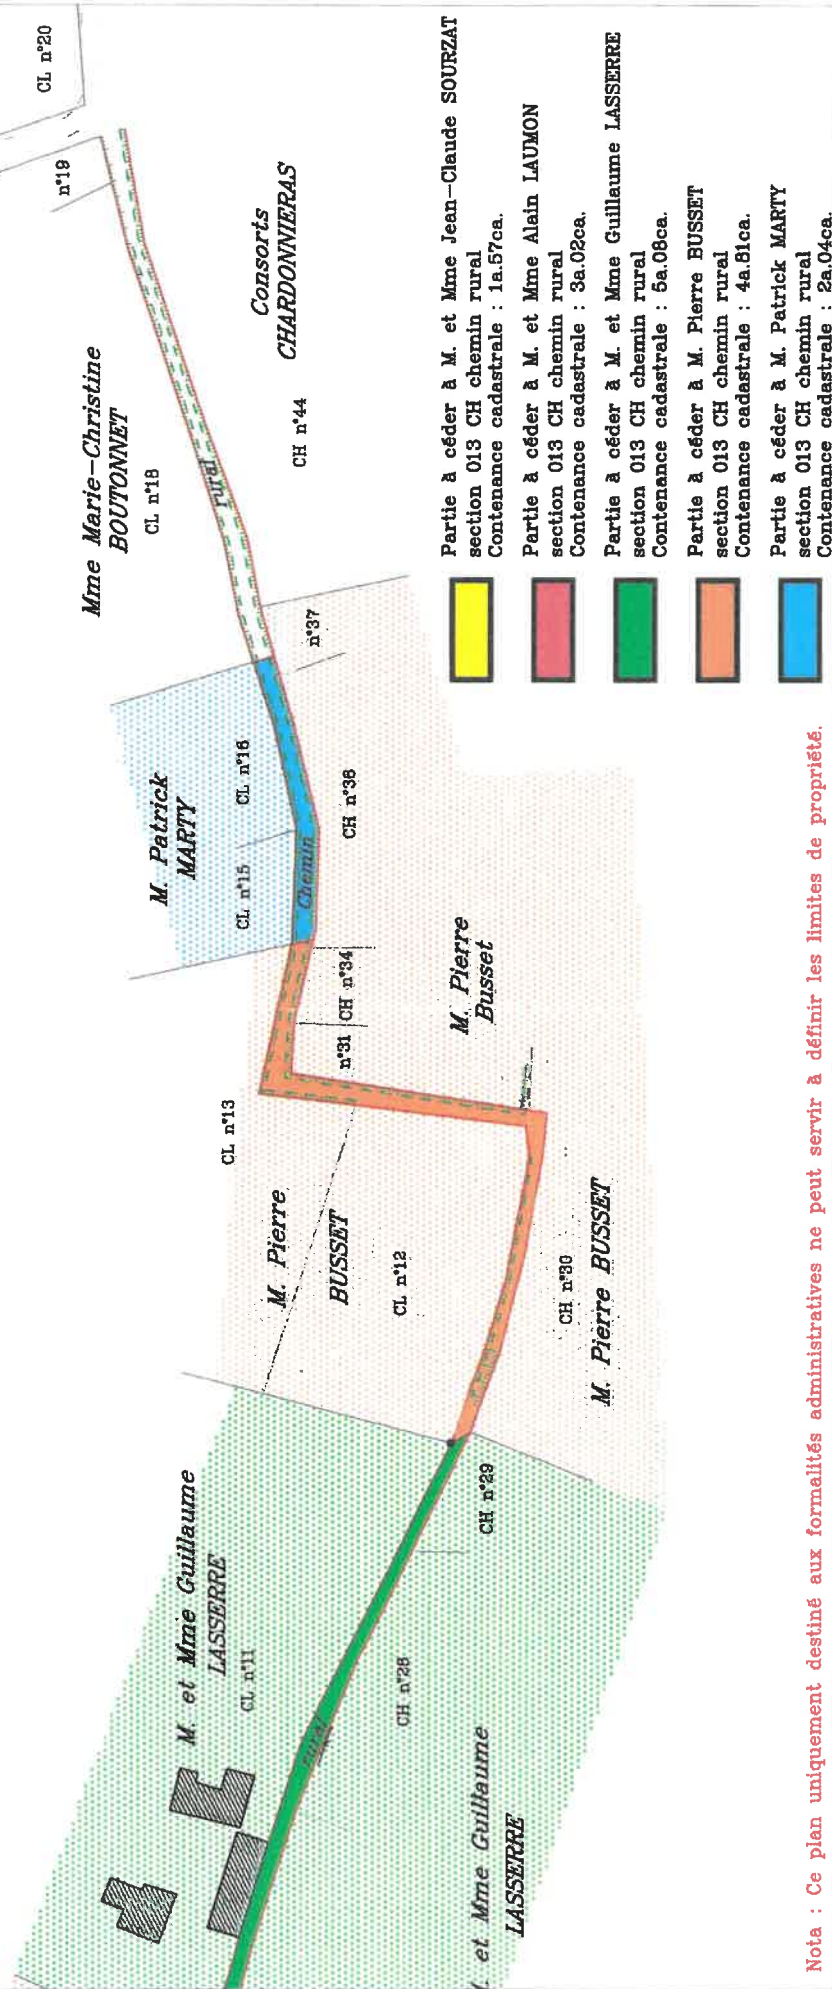 CL n°20
n°19
Mme Marie-Christine
BOUTONNET
CL n°18
rural
Consorts
CHARDONNIERAS
CH n°44
n°37
M. Patrick
MARTY
CL n°16
CL n°15
Chemin
CH n°36
CH n°34
n°31
M. Pierre
Busset
CL n°13
M. Pierre
BUSSET
CL n°12
CH n°30
M. Pierre BUSSET
M. et Mme Guillaume
LASSERRE
CL n°11
CH n°29
CH n°28
rural
. et Mme Guillaume
LASSERRE
Partie à céder à M. et Mme Jean-Claude SOURZAT
section 013 CH chemin rural
Contenance cadastrale : 1a.57ca.
Partie à céder à M. et Mme Alain LAUMON
section 013 CH chemin rural
Contenance cadastrale : 3a.02ca.
Partie à céder à M. et Mme Guillaume LASSERRE
section 013 CH chemin rural
Contenance cadastrale : 5a.08ca.
Partie à céder à M. Pierre BUSSET
section 013 CH chemin rural
Contenance cadastrale : 4a.81ca.
Partie à céder à M. Patrick MARTY
section 013 CH chemin rural
Contenance cadastrale : 2a.04ca.
Nota : Ce plan uniquement destiné aux formalités administratives ne peut servir à définir les limites de propriété.